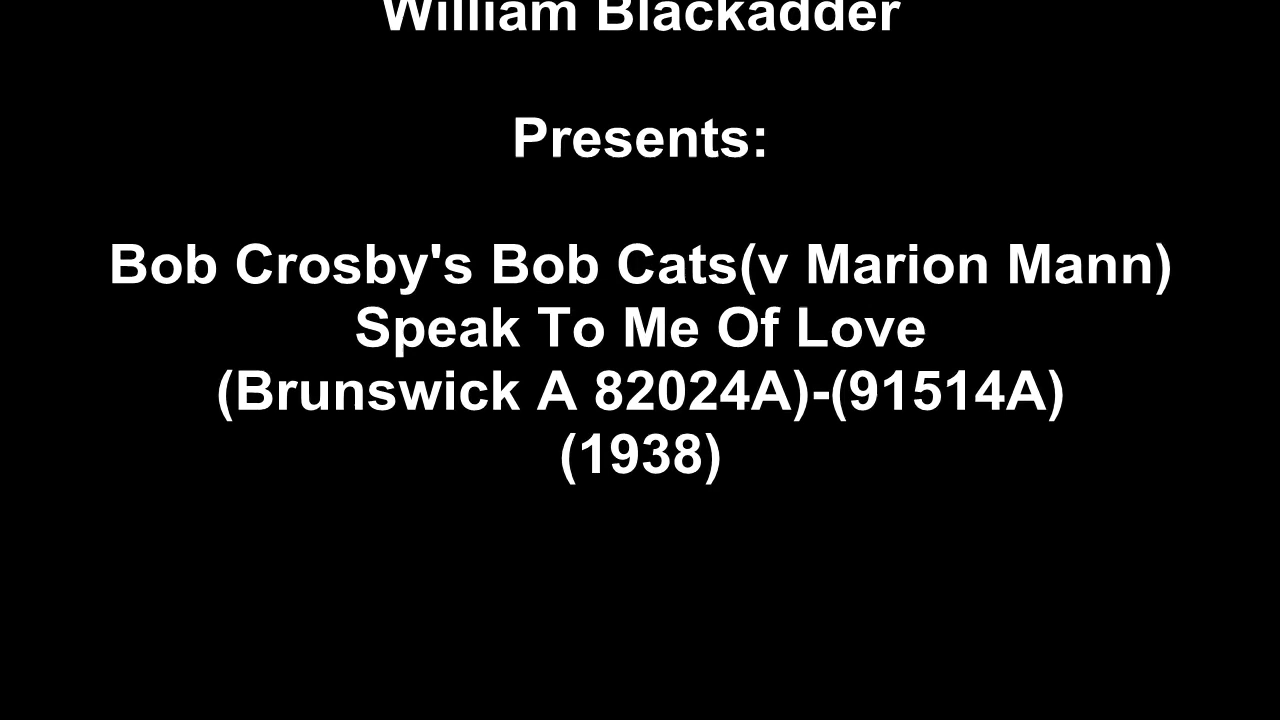 William Blackadder
Presents:
Bob Crosby's Bob Cats(v Marion Mann)
Speak To Me Of Love
(Brunswick A 82024A)-(91514A)
(1938)